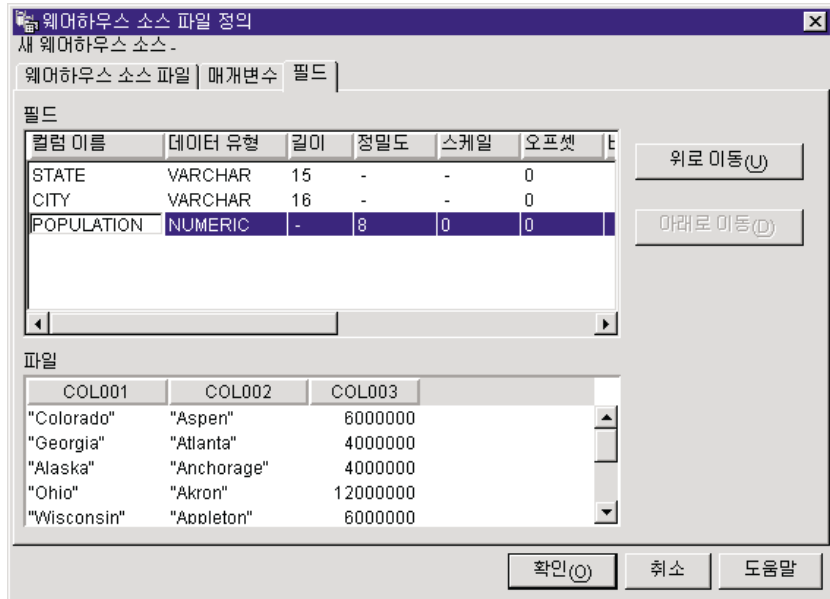 웨어하우스 소스 파일 정의
새 웨어하우스 소스 -
웨어하우스 소스 파일 매개변수 필드
필드
컬럼 이름 데이터 유형 길이 정밀도 스케일 오프셋
STATE VARCHAR 15 - - 0
CITY VARCHAR 16 - - 0
POPULATION NUMERIC - 8 0 0
위로 이동(U)
아래로 이동(D)
파일
COL001 COL002 COL003
"Colorado" "Aspen" 6000000
"Georgia" "Atlanta" 4000000
"Alaska" "Anchorage" 4000000
"Ohio" "Akron" 12000000
"Wisconsin" "Appleton" 6000000
확인(O) 취소 도움말